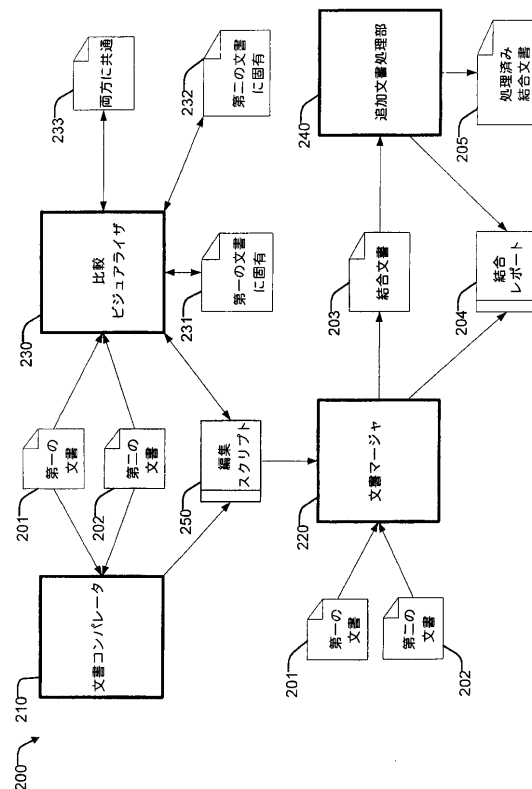 200
210
文書コンパレータ
201
第一の
文書
202
第二の
文書
230
比較
ビジュアライザ
233
両方に共通
232
第二の文書
に固有
231
第一の文書
に固有
250
編集
スクリプト
201
第一の
文書
第二の
文書
202
220
文書マージャ
203
結合文書
204
結合
レポート
240
追加文書処理部
205
処理済み
結合文書